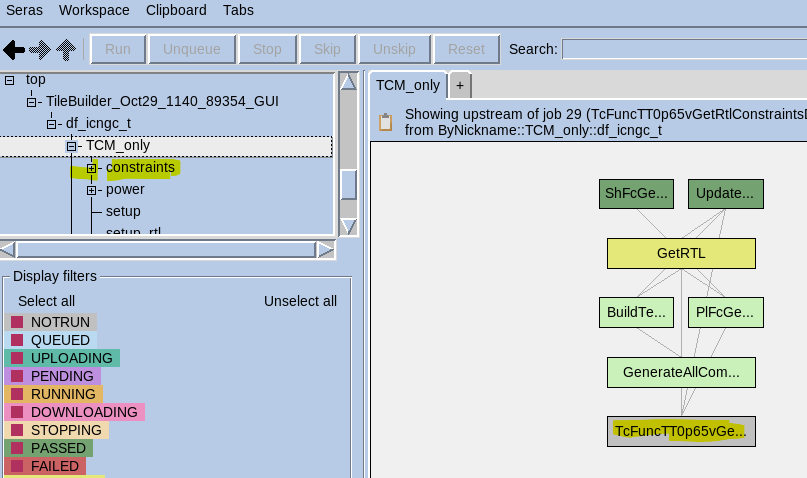 Seras Workspace Clipboard Tabs
Run Unqueue Stop Skip Unskip Reset Search:
top
TileBuilder_Oct29_1140_89354_GUI
df_icngc_t
TCM_only
constraints
power
setup
setup_rtl
Display filters
Select all Unselect all
NOTRUN
QUEUED
UPLOADING
PENDING
RUNNING
DOWNLOADING
STOPPING
PASSED
FAILED
TCM_only +
Showing upstream of job 29 (TcFuncTT0p65vGetRtlConstraints
from ByNickname::TCM_only::df_icngc_t
ShFcGe... Update...
GetRTL
BuildTe... PlFcGe...
GenerateAllCom...
TcFuncTT0p65vGe...